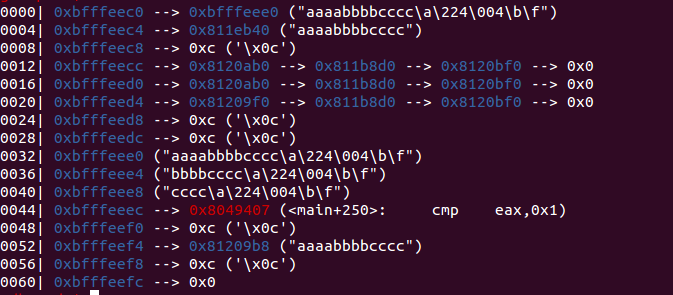 0000| 0xbfffeec0 --> 0xbfffeee0 ("aaaabbbbcccc\a\224\004\b\f")
0004| 0xbfffeec4 --> 0x811eb40 ("aaaabbbbcccc")
0008| 0xbfffeec8 --> 0xc ('\x0c')
0012| 0xbfffeecc --> 0x8120ab0 --> 0x811b8d0 --> 0x8120bf0 --> 0x0
0016| 0xbfffeed0 --> 0x8120ab0 --> 0x811b8d0 --> 0x8120bf0 --> 0x0
0020| 0xbfffeed4 --> 0x81209f0 --> 0x811b8d0 --> 0x8120bf0 --> 0x0
0024| 0xbfffeed8 --> 0xc ('\x0c')
0028| 0xbfffeedc --> 0xc ('\x0c')
0032| 0xbfffeee0 ("aaaabbbbcccc\a\224\004\b\f")
0036| 0xbfffeee4 ("bbbbcccc\a\224\004\b\f")
0040| 0xbfffeee8 ("cccc\a\224\004\b\f")
0044| 0xbfffeeec --> 0x8049407 (<main+250>: cmp eax,0x1)
0048| 0xbfffeef0 --> 0xc ('\x0c')
0052| 0xbfffeef4 --> 0x81209b8 ("aaaabbbbcccc")
0056| 0xbfffeef8 --> 0xc ('\x0c')
0060| 0xbfffeefc --> 0x0